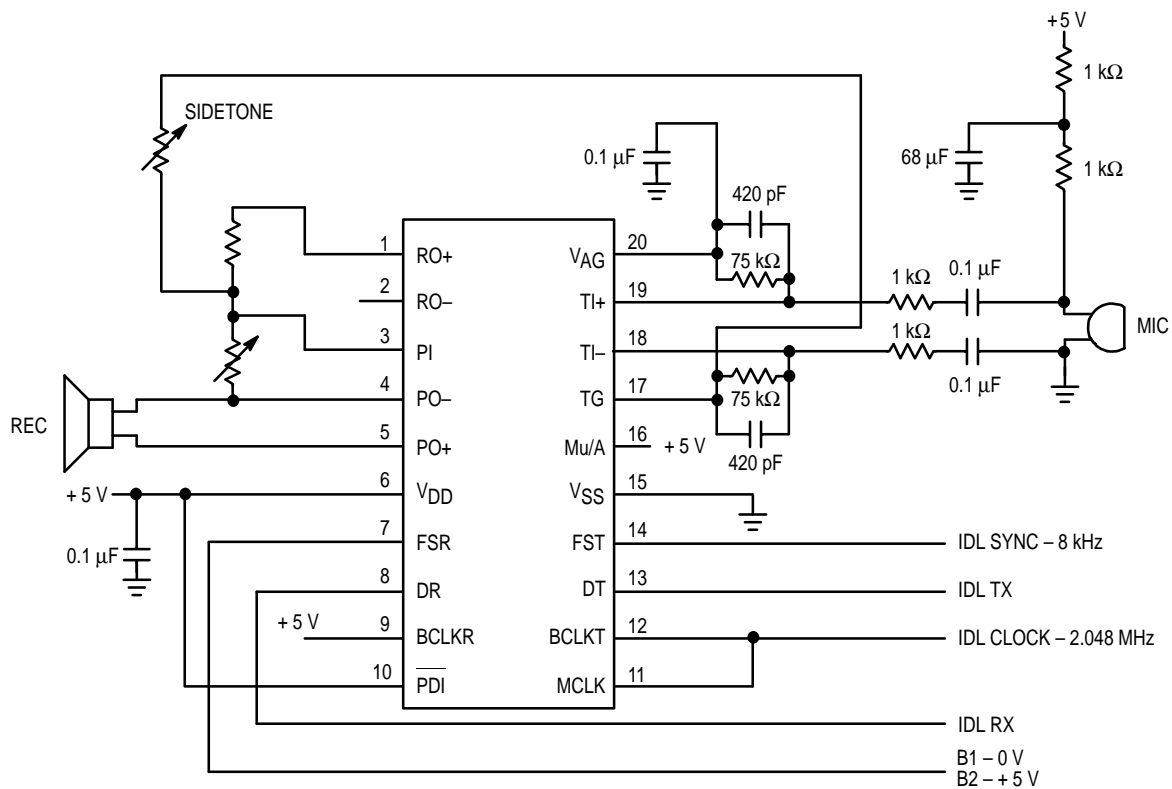 +5 V
1 kΩ
SIDETONE
0.1 µF
68 µF
1 kΩ
420 pF
1
RO+
VAG
20
75 kΩ
1 kΩ
0.1 µF
2
RO–
TI+
19
MIC
1 kΩ
3
PI
TI–
18
0.1 µF
4
PO–
TG
17
75 kΩ
REC
5
PO+
Mu/A
16
+ 5 V
420 pF
+ 5 V
6
VDD
VSS
15
0.1 µF
7
FSR
FST
14
IDL SYNC – 8 kHz
8
DR
DT
13
IDL TX
+ 5 V
9
BCLKR
BCLKT
12
IDL CLOCK – 2.048 MHz
10
PDI
MCLK
11
IDL RX
B1 – 0 V
B2 – + 5 V